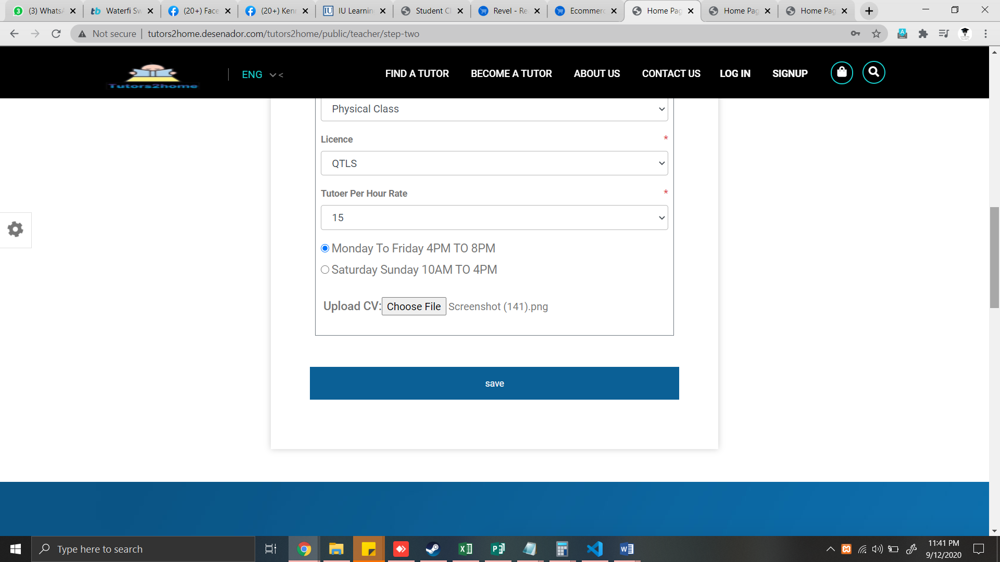 (3) Whats
Waterfi Sw
(20+) Face
(20+) Ken
IU Learnin
Student C
Revel - Re
Ecommerc
Home Pag
Home Pag
Home Pag
Not secure
tutors2home.desenador.com/tutors2home/public/teacher/step-two
Tutors2home
ENG
<
FIND A TUTOR
BECOME A TUTOR
ABOUT US
CONTACT US
LOG IN
SIGNUP
Physical Class
Licence *
QTLS
Tutoer Per Hour Rate *
15
Monday To Friday 4PM TO 8PM
Saturday Sunday 10AM TO 4PM
Upload CV: Choose File Screenshot (141).png
save
Type here to search
11:41 PM
9/12/2020